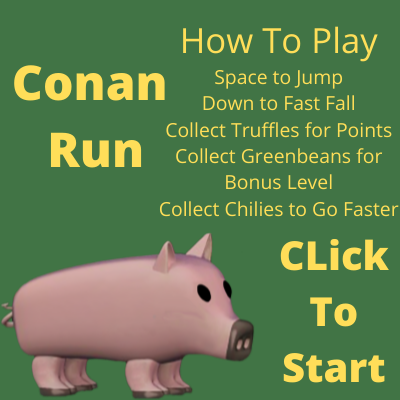 Conan
Run
How To Play
Space to Jump
Down to Fast Fall
Collect Truffles for Points
Collect Greenbeans for
Bonus Level
Collect Chilies to Go Faster
CLick
To
Start